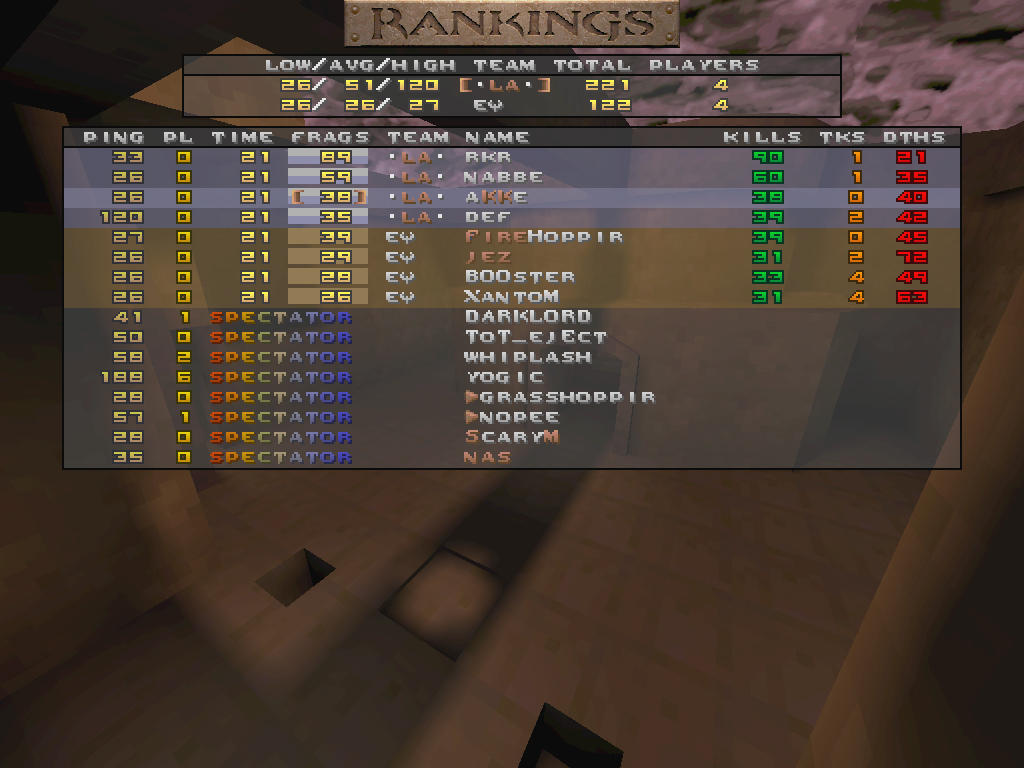 RANKINGS
LOW/AVG/HIGH TEAM TOTAL PLAYERS
26/ 51/120 [·LA·] 221 4
26/ 26/ 27 EY 122 4
PING PL TIME FRAGS TEAM NAME KILLS TKS DTHS
33 0 21 89 ·LA· RKR 90 1 21
26 0 21 59 ·LA· NABBE 60 1 35
26 0 21 [ 38] ·LA· AKKE 38 0 40
120 0 21 35 ·LA· DEF 39 2 42
27 0 21 39 EY FIREHOPPIR 39 0 45
26 0 21 29 EY JEZ 31 2 72
26 0 21 28 EY BOOSTER 33 4 49
26 0 21 26 EY XANTOM 31 4 63
41 1 SPECTATOR DARKLORD
50 0 SPECTATOR TOT_EJECT
58 2 SPECTATOR WHIPLASH
188 6 SPECTATOR YOGIC
28 0 SPECTATOR GRASSHOPPIR
57 1 SPECTATOR NOPEE
28 0 SPECTATOR SCARYM
35 0 SPECTATOR NAS